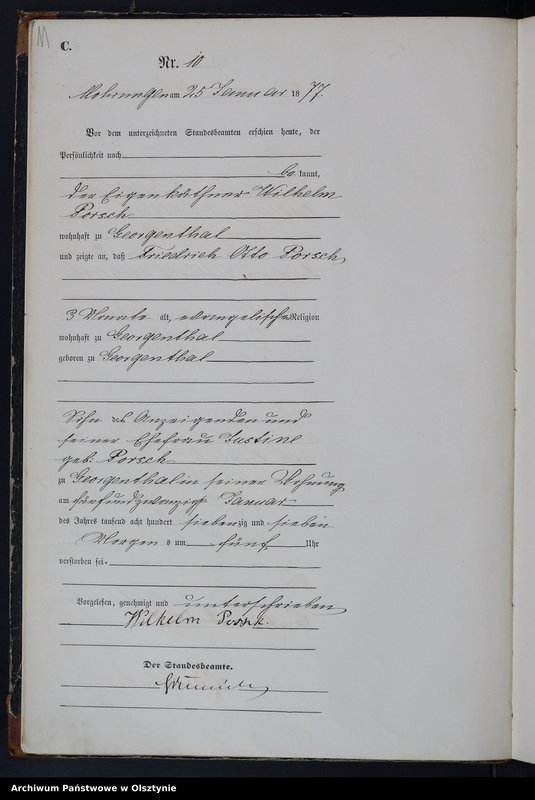 C.
Nr. 10
Mohrungen am 25 Januar 1877.
Vor dem unterzeichneten Standesbeamten erschien heute, der
Persönlichkeit nach
be kannt,
der Eigenkäthner Wilhelm
Porsch
wohnhaft zu Georgenthal
und zeigte an, daß Friedrich Otto Porsch,
3 Monate alt, evangelischer Religion
wohnhaft zu Georgenthal
geboren zu Georgenthal
Sohn des Anzeigenden und
seiner Ehefrau Justine
geb: Porsch
zu Georgenthal in seiner Wohnung
am fünfundzwanzigsten Januar
des Jahres tausend acht hundert siebenzig und sieben
Morgens um fünf Uhr
verstorben sei.
Vorgelesen, genehmigt und unterschrieben
Wilhelm
Der Standesbeamte.
Archiwum Państwowe w Olsztynie